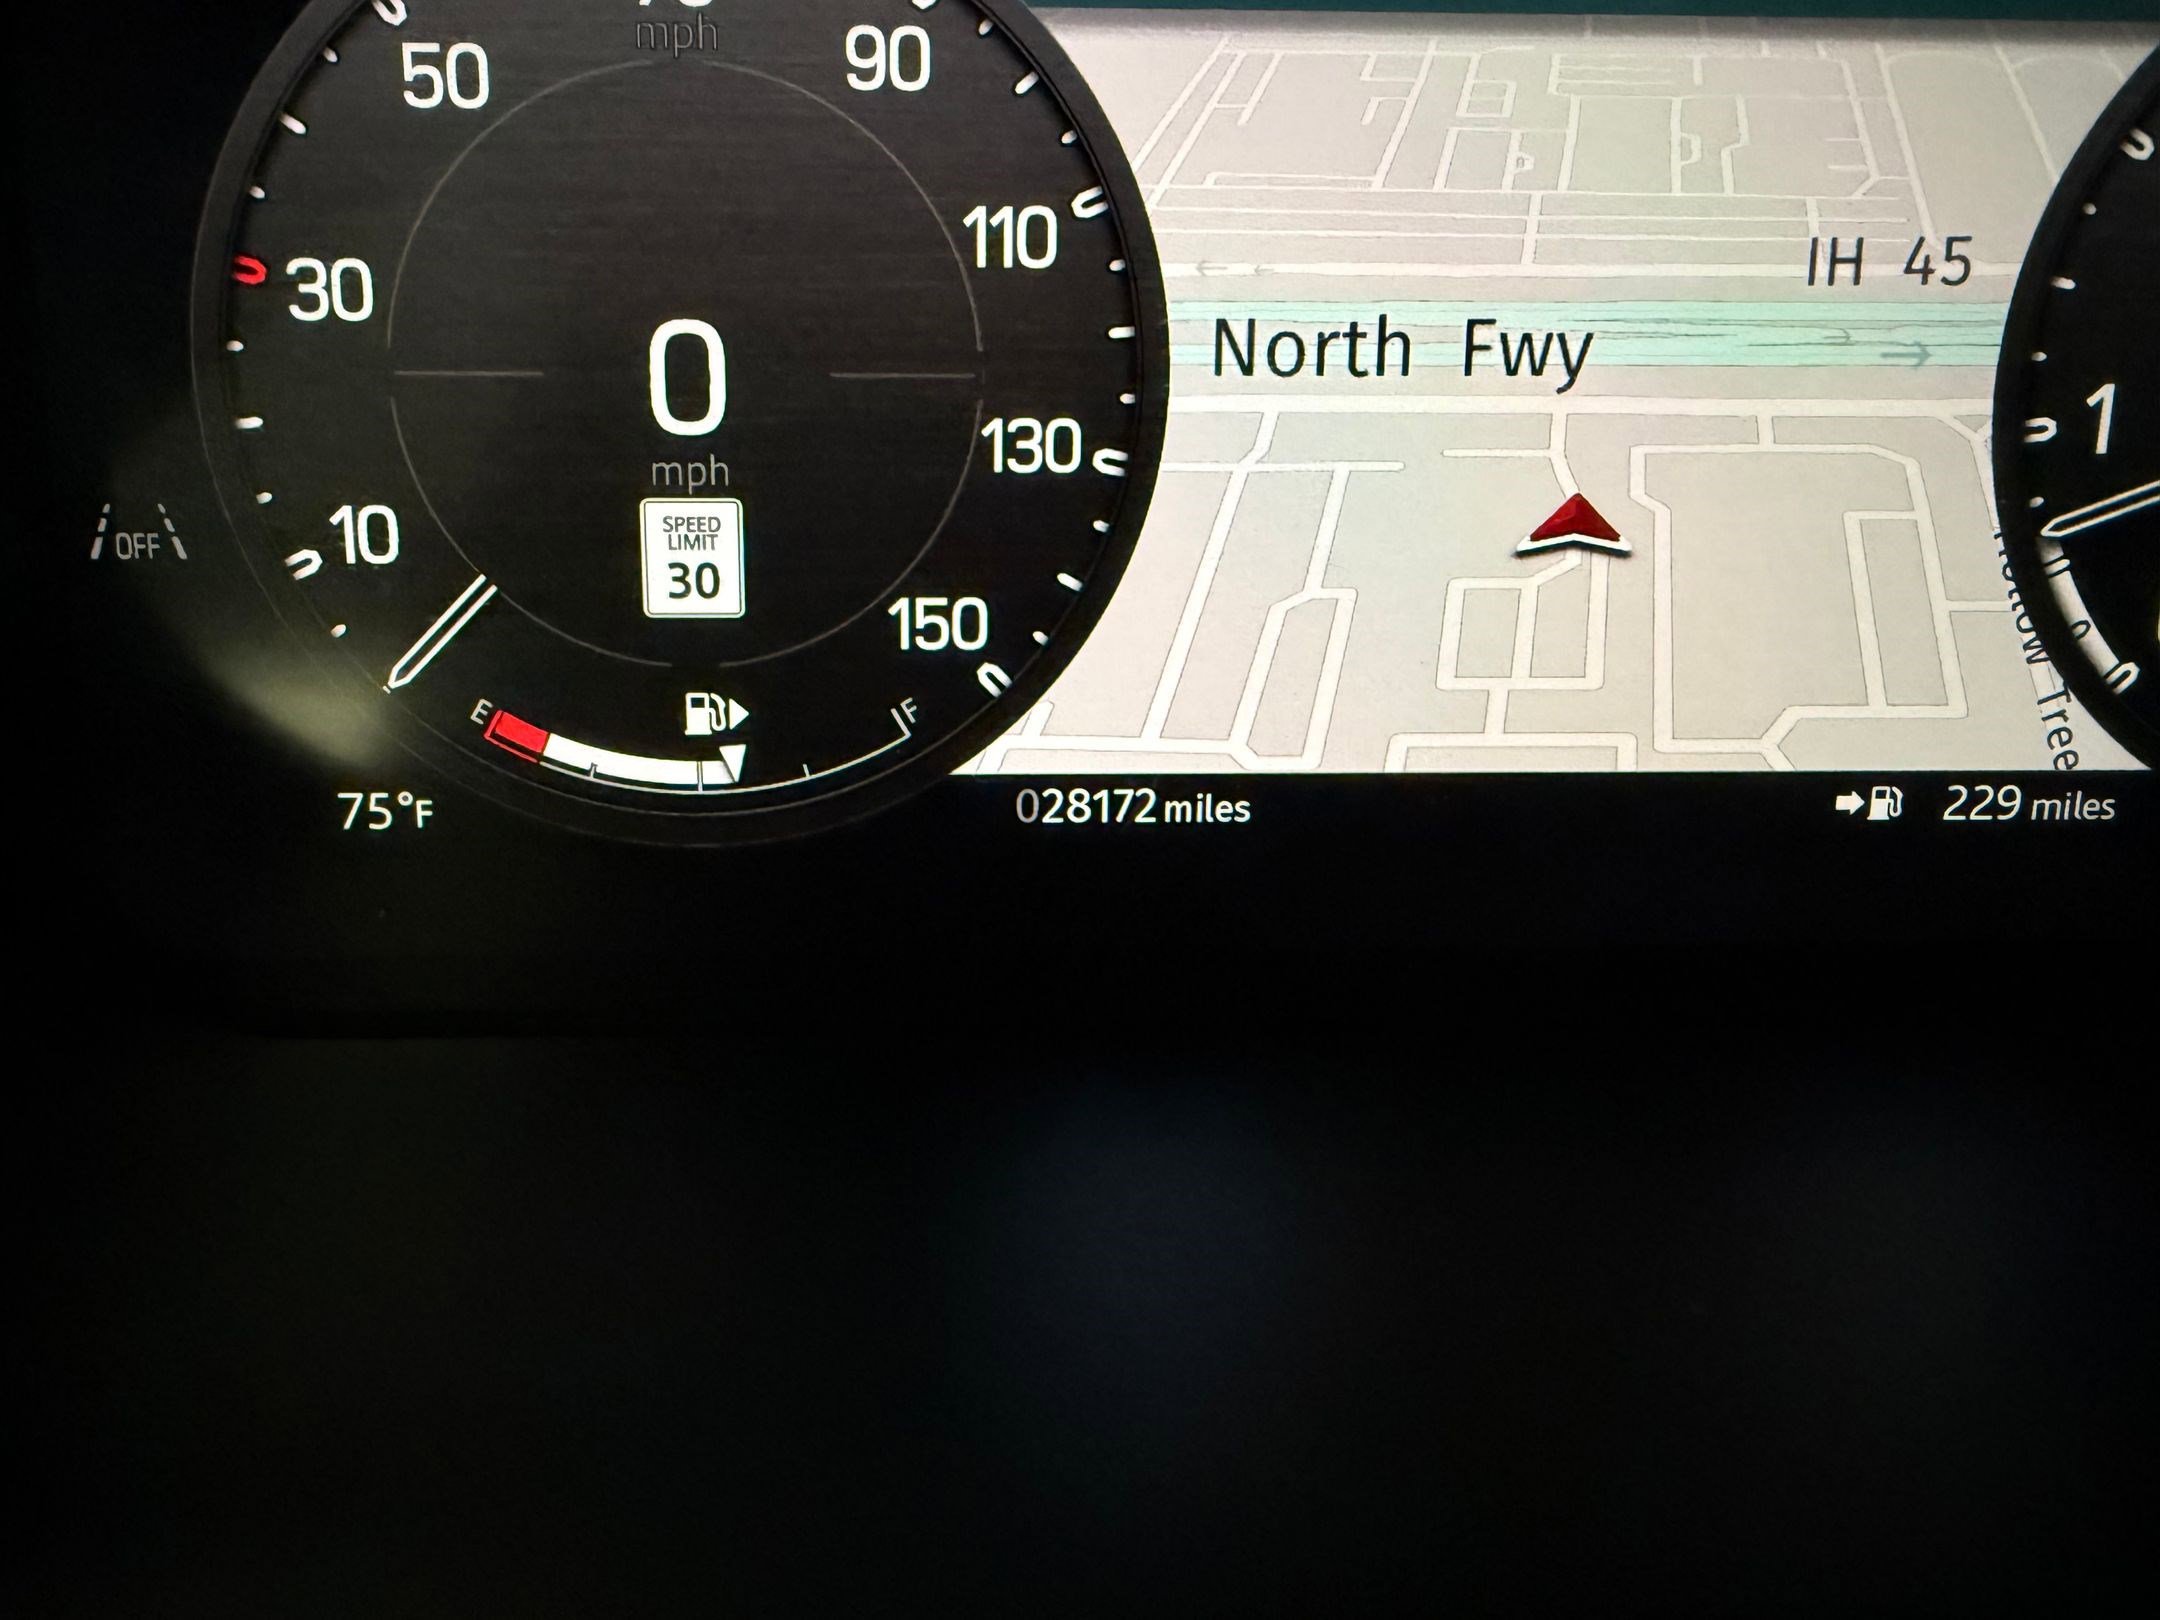 mph
50
90
110
30
IH 45
North Fwy
0
1
mph
130
SPEED
LIMIT
30
OFF
10
150
Tree
E
F
75°F
028172 miles
229 miles